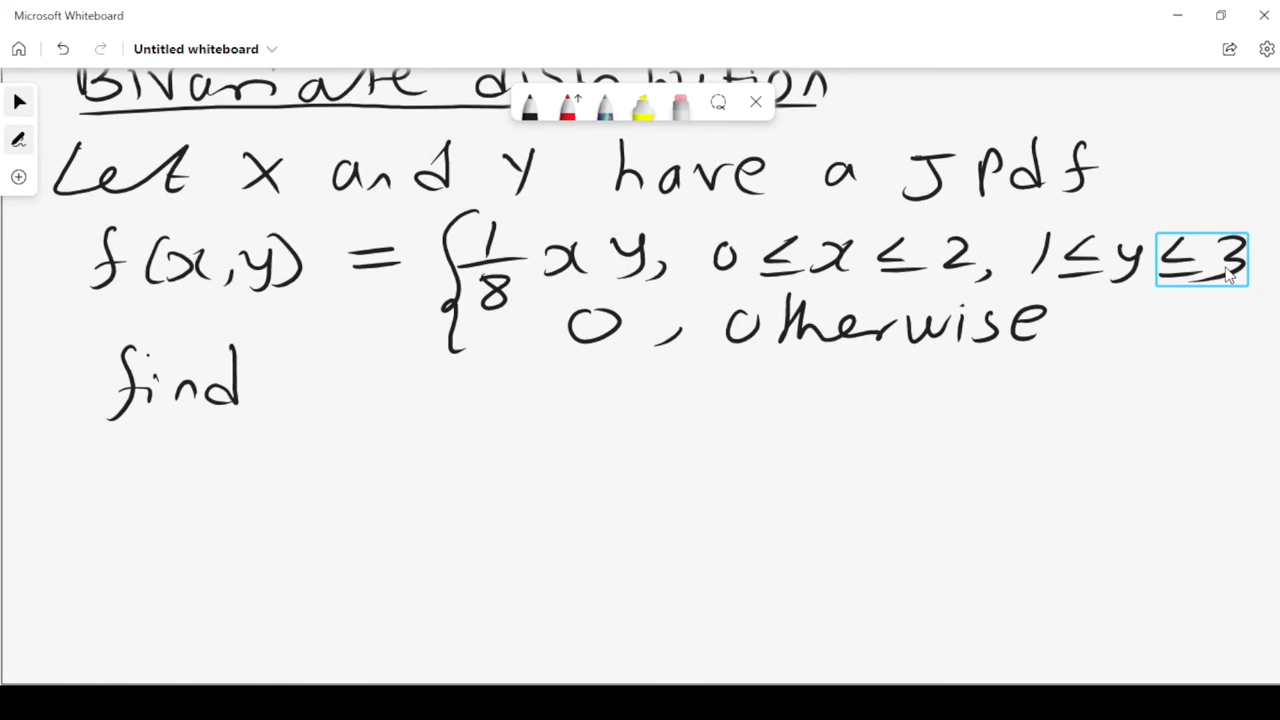 Microsoft Whiteboard
Untitled whiteboard
Bivariate distribution
Let X and Y have a Jpdf
f(x,y) = { 1/8 xy, 0 ≤ x ≤ 2, 1 ≤ y ≤ 3
0, otherwise
find